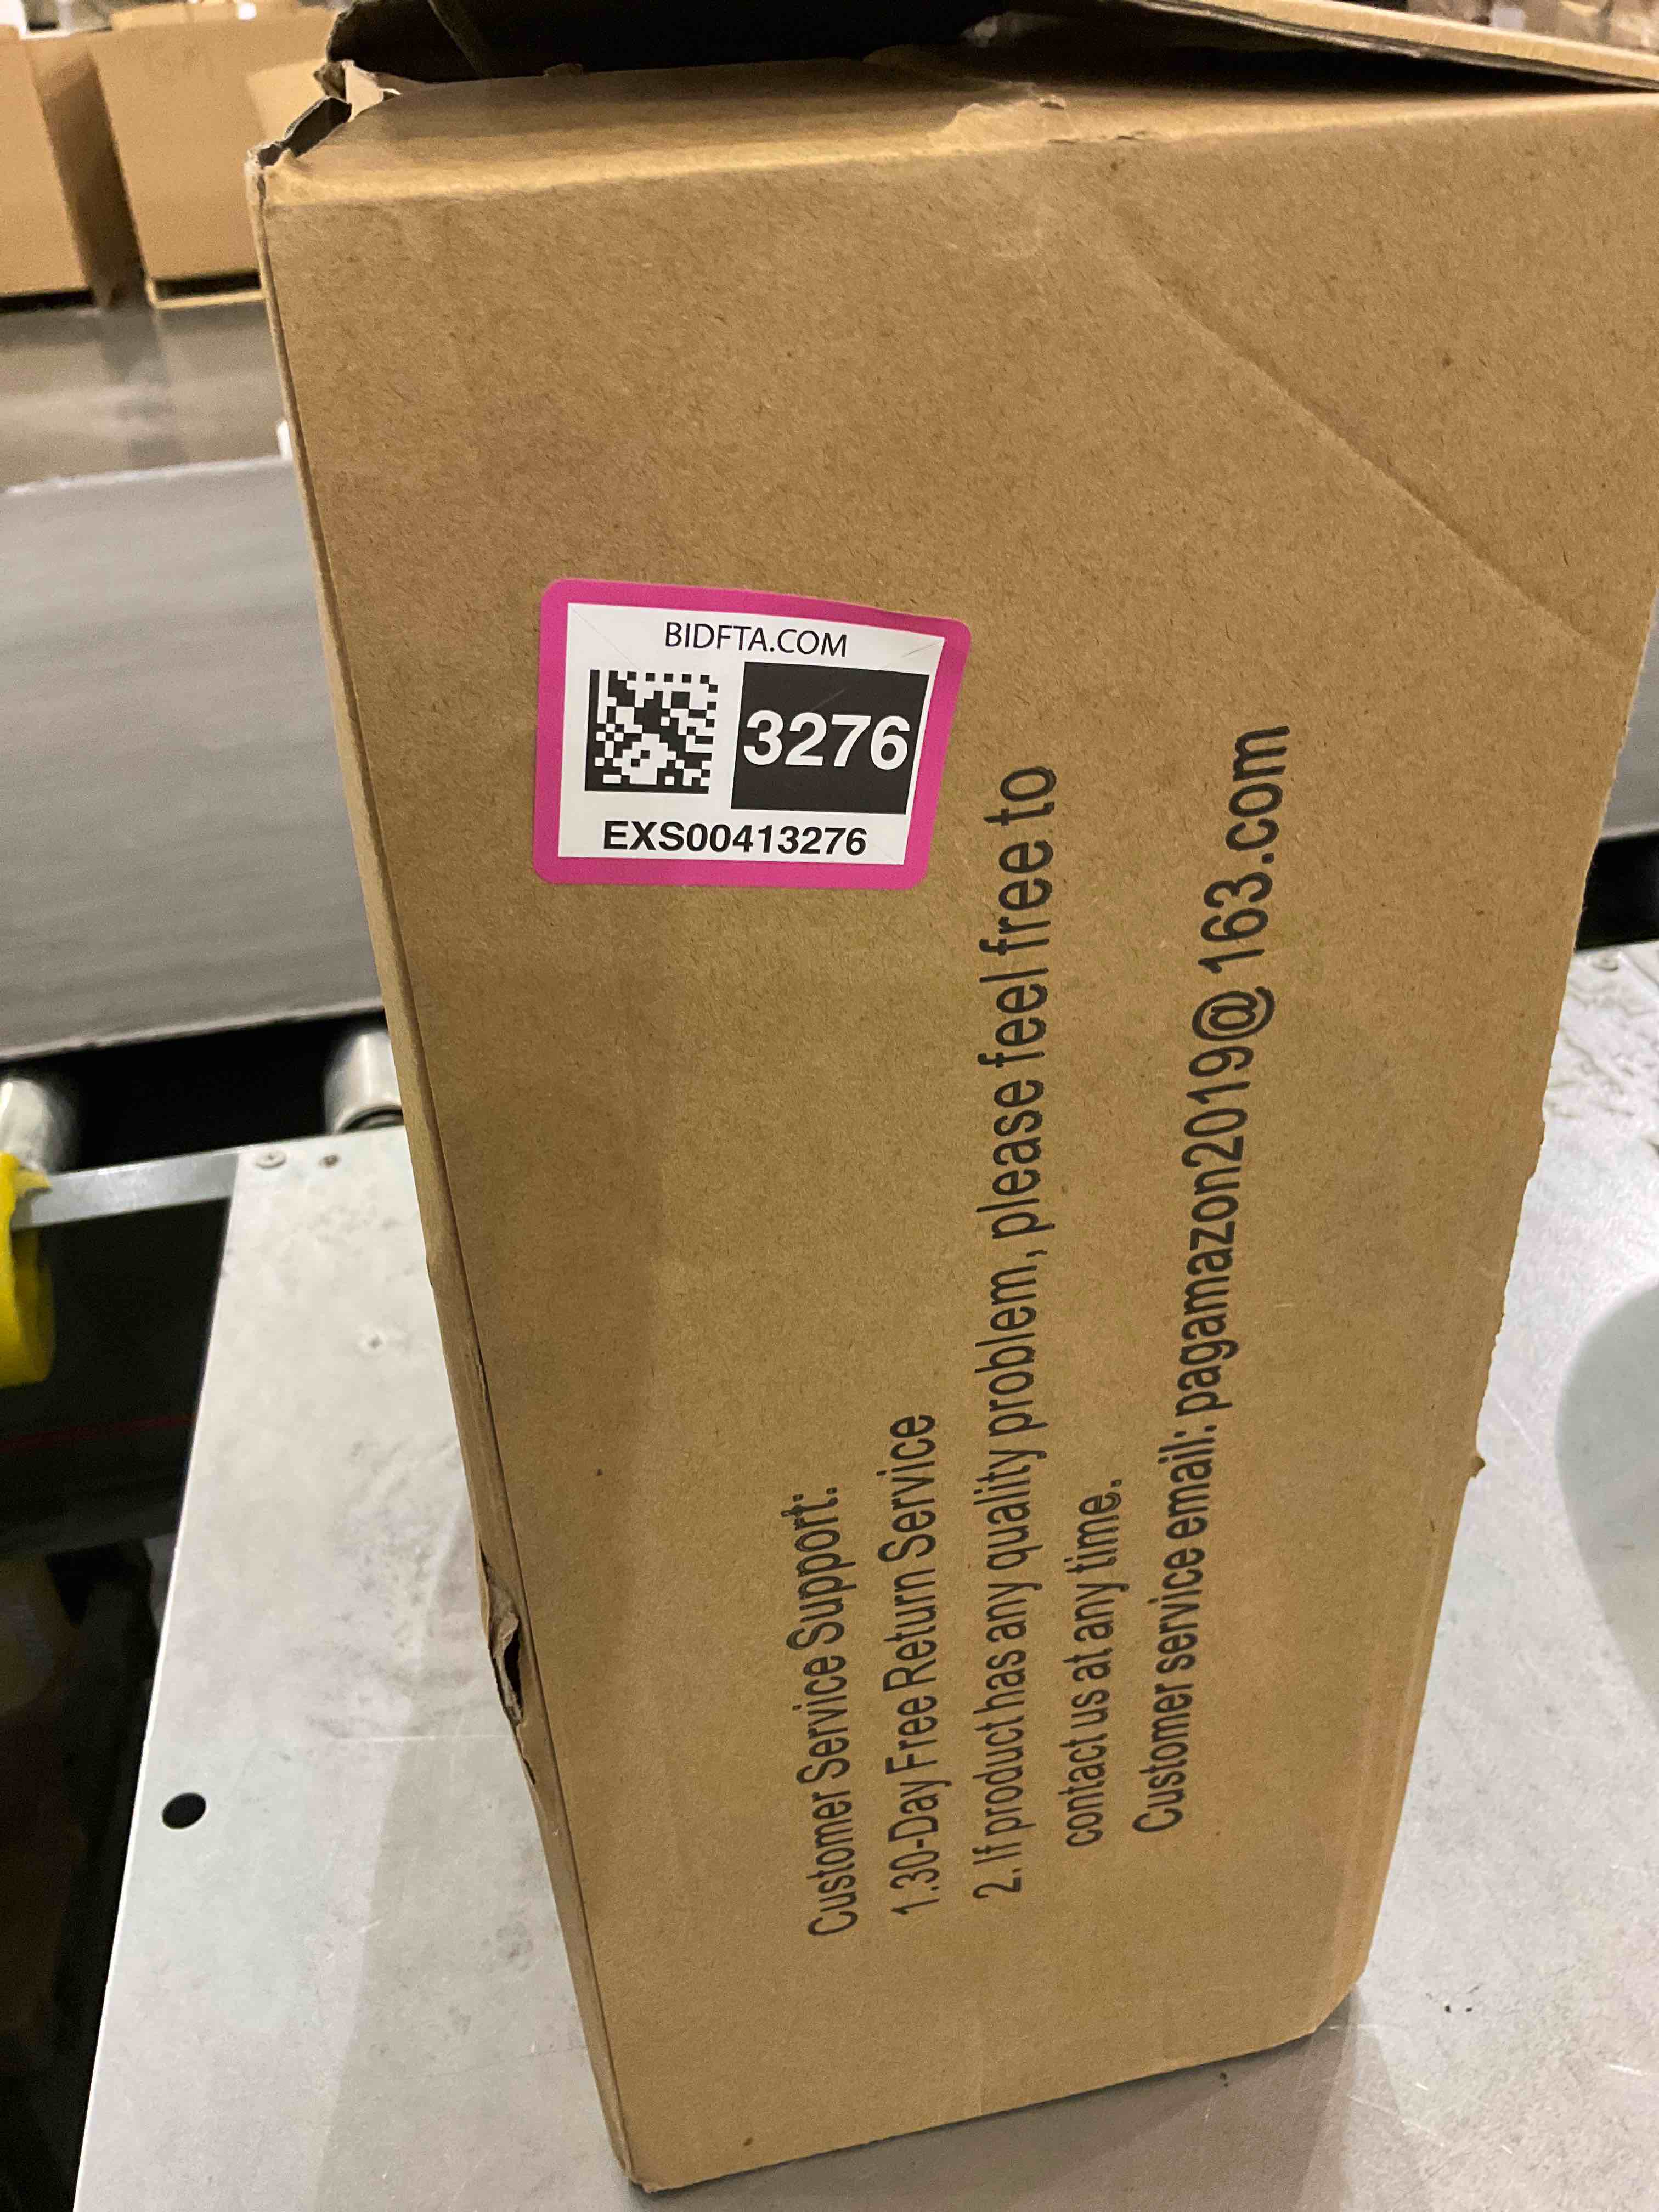 BIDFTA.COM
3276
EXS00413276
Customer Service Support:
1.30-Day Free Return Service
2. If product has any quality problem, please feel free to
contact us at any time.
Customer service email: pagamazon2019@163.com